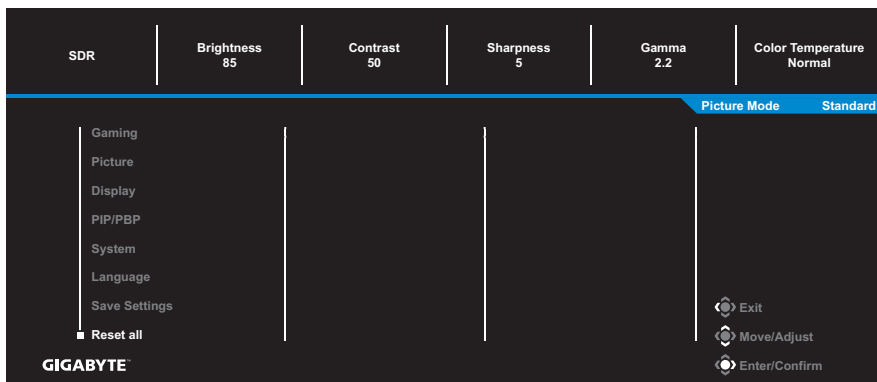 SDR
Brightness
85
Contrast
50
Sharpness
5
Gamma
2.2
Color Temperature
Normal
Picture Mode Standard
Gaming
Picture
Display
PIP/PBP
System
Language
Save Settings
Reset all
Exit
Move/Adjust
Enter/Confirm
GIGABYTE™